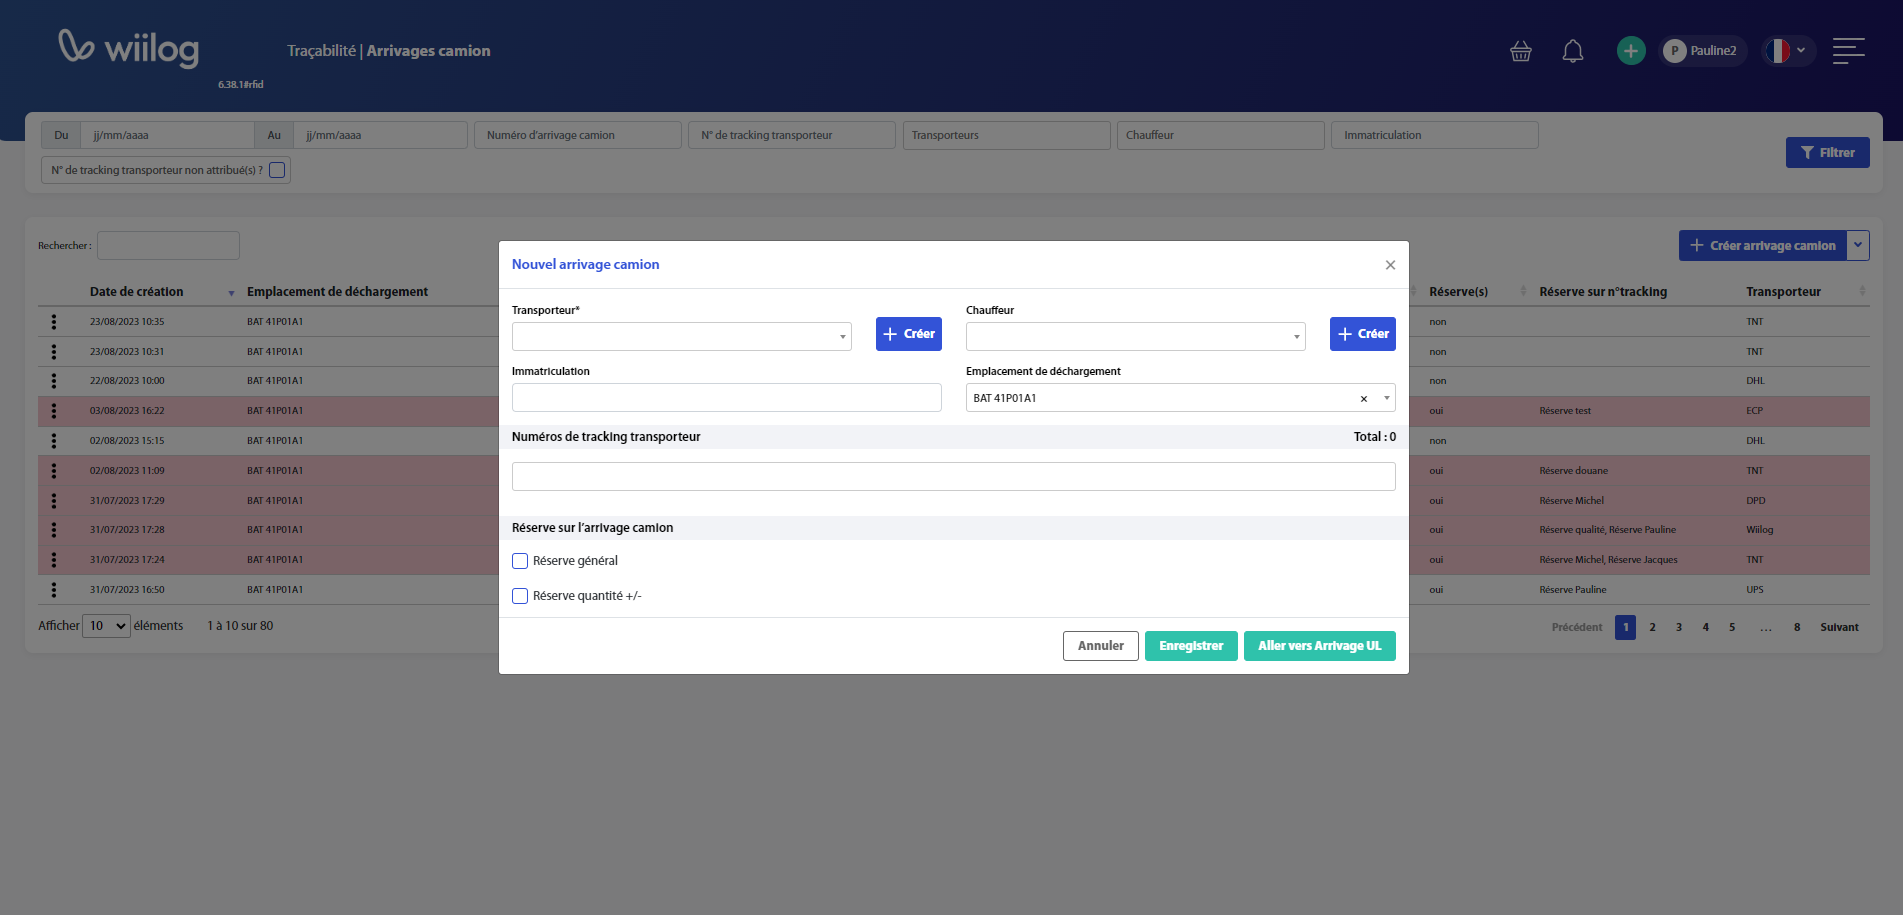 wiilog
6.38.1#rfid
Traçabilité | Arrivages camion
P Pauline2
Du jj/mm/aaaa Au jj/mm/aaaa Numéro d'arrivage camion N° de tracking transporteur Transporteurs Chauffeur Immatriculation
N° de tracking transporteur non attribué(s) ?
Filtrer
Rechercher :
Créer arrivage camion
Date de création Emplacement de déchargement Réserve(s) Réserve sur n°tracking Transporteur
23/08/2023 10:35 BAT 41P01A1 non TNT
23/08/2023 10:31 BAT 41P01A1 non TNT
22/08/2023 10:00 BAT 41P01A1 non DHL
03/08/2023 16:22 BAT 41P01A1 oui Réserve test ECP
02/08/2023 15:15 BAT 41P01A1 non DHL
02/08/2023 11:09 BAT 41P01A1 oui Réserve douane TNT
31/07/2023 17:29 BAT 41P01A1 oui Réserve Michel DPD
31/07/2023 17:28 BAT 41P01A1 oui Réserve qualité, Réserve Pauline Wiilog
31/07/2023 17:24 BAT 41P01A1 oui Réserve Michel, Réserve Jacques TNT
31/07/2023 16:50 BAT 41P01A1 oui Réserve Pauline UPS
Afficher 10 éléments 1 à 10 sur 80
Précédent 1 2 3 4 5 ... 8 Suivant
Nouvel arrivage camion ×
Transporteur* Chauffeur
+ Créer + Créer
Immatriculation Emplacement de déchargement
BAT 41P01A1 ×
Numéros de tracking transporteur Total : 0
Réserve sur l'arrivage camion
Réserve général
Réserve quantité +/-
Annuler Enregistrer Aller vers Arrivage UL